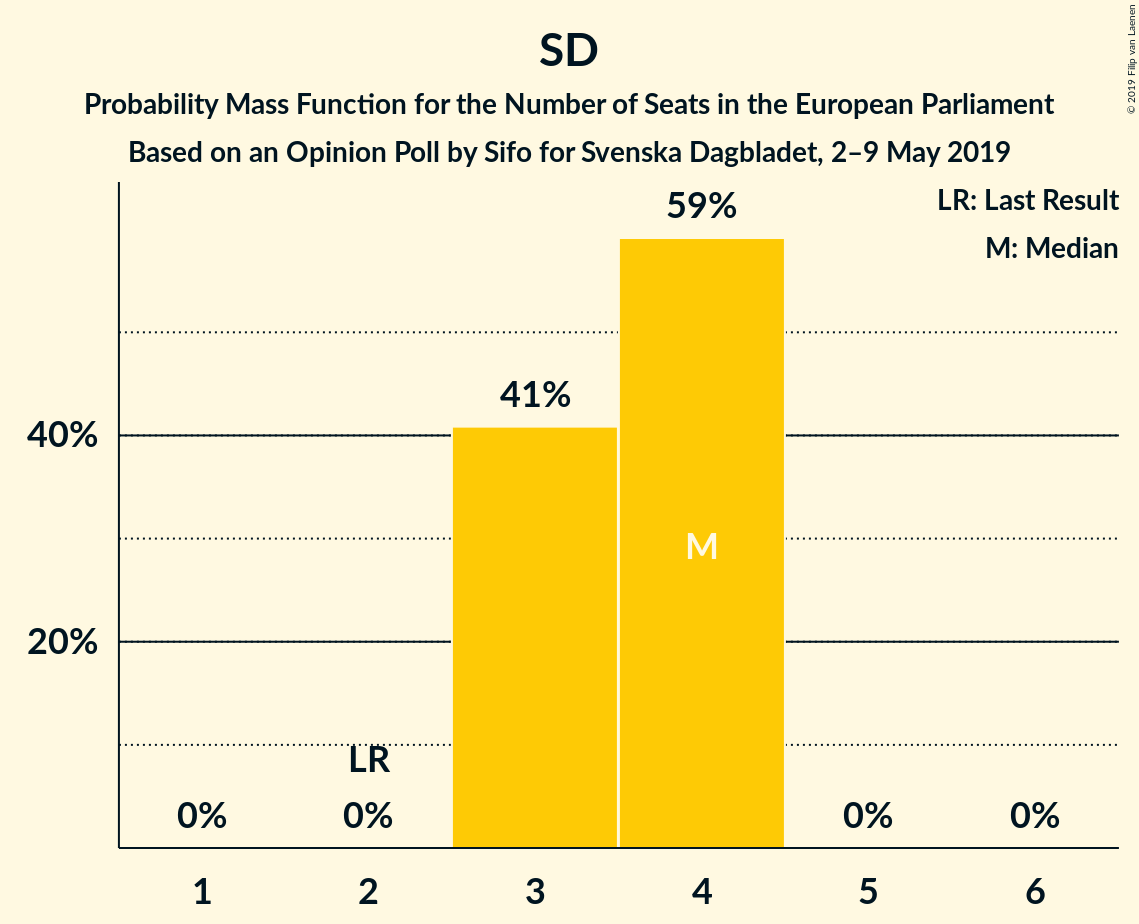 SD
Probability Mass Function for the Number of Seats in the European Parliament
Based on an Opinion Poll by Sifo for Svenska Dagbladet, 2–9 May 2019
© 2019 Filip van Laenen
LR: Last Result
M: Median
59%
41%
40%
M
20%
LR
0%
0%
0%
0%
1
2
3
4
5
6